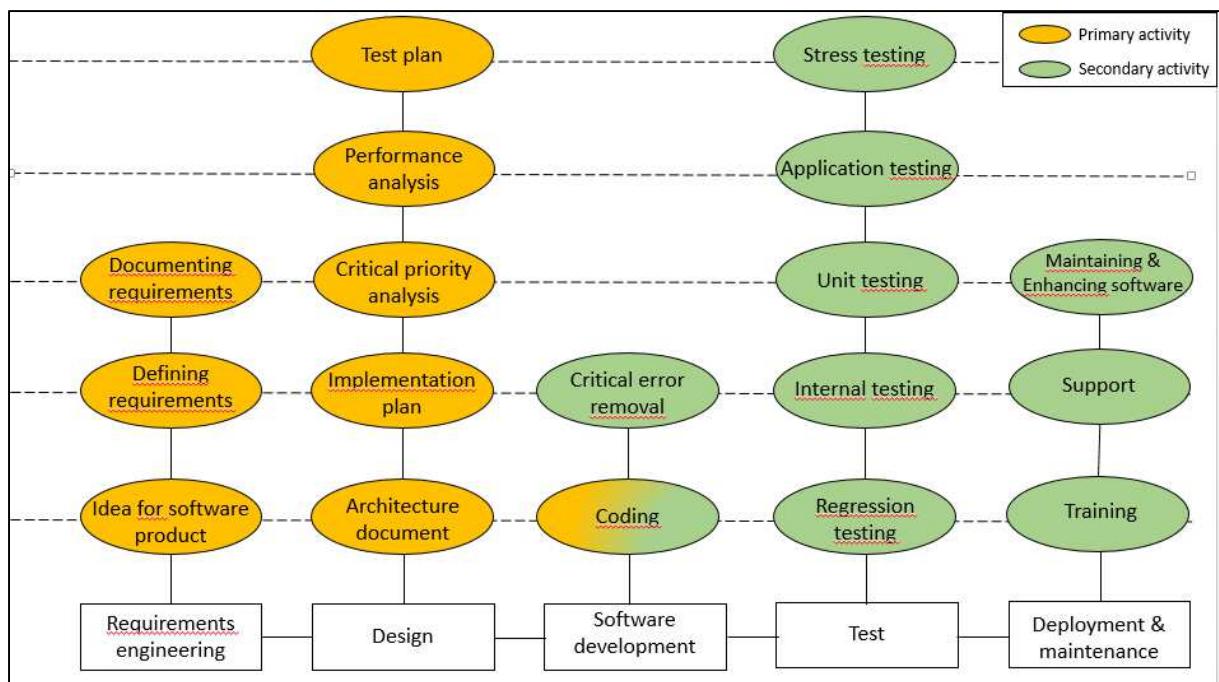 Primary activity
Secondary activity
Test plan
Stress testing
Performance
analysis
Application testing
Documenting
requirements
Critical priority
analysis
Unit testing
Maintaining &
Enhancing software
Defining
requirements
Implementation
plan
Critical error
removal
Internal testing
Support
Idea for software
product
Architecture
document
Coding
Regression
testing
Training
Requirements
engineering
Design
Software
development
Test
Deployment &
maintenance